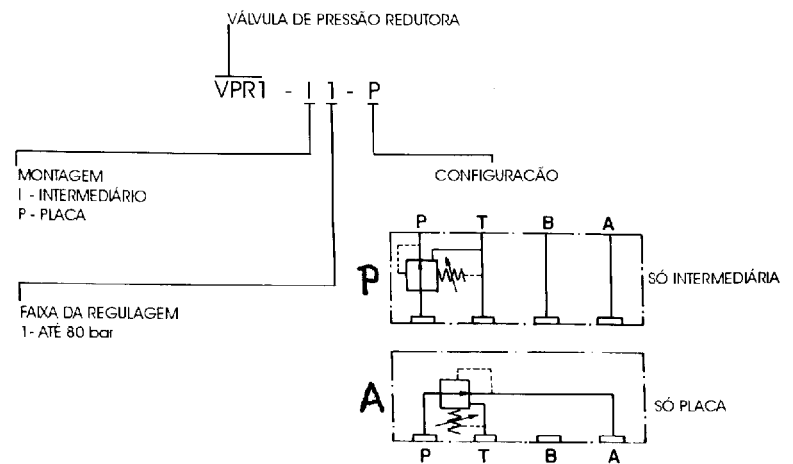 VÁLVULA DE PRESSÃO REDUTORA
VPR1 - I 1 - P
MONTAGEM
I - INTERMEDIÁRIO
P - PLACA
CONFIGURACÃO
P T B A
P
SÓ INTERMEDIÁRIA
FAIXA DA REGULAGEM
1- ATÉ 80 bar
A
SÓ PLACA
P T B A